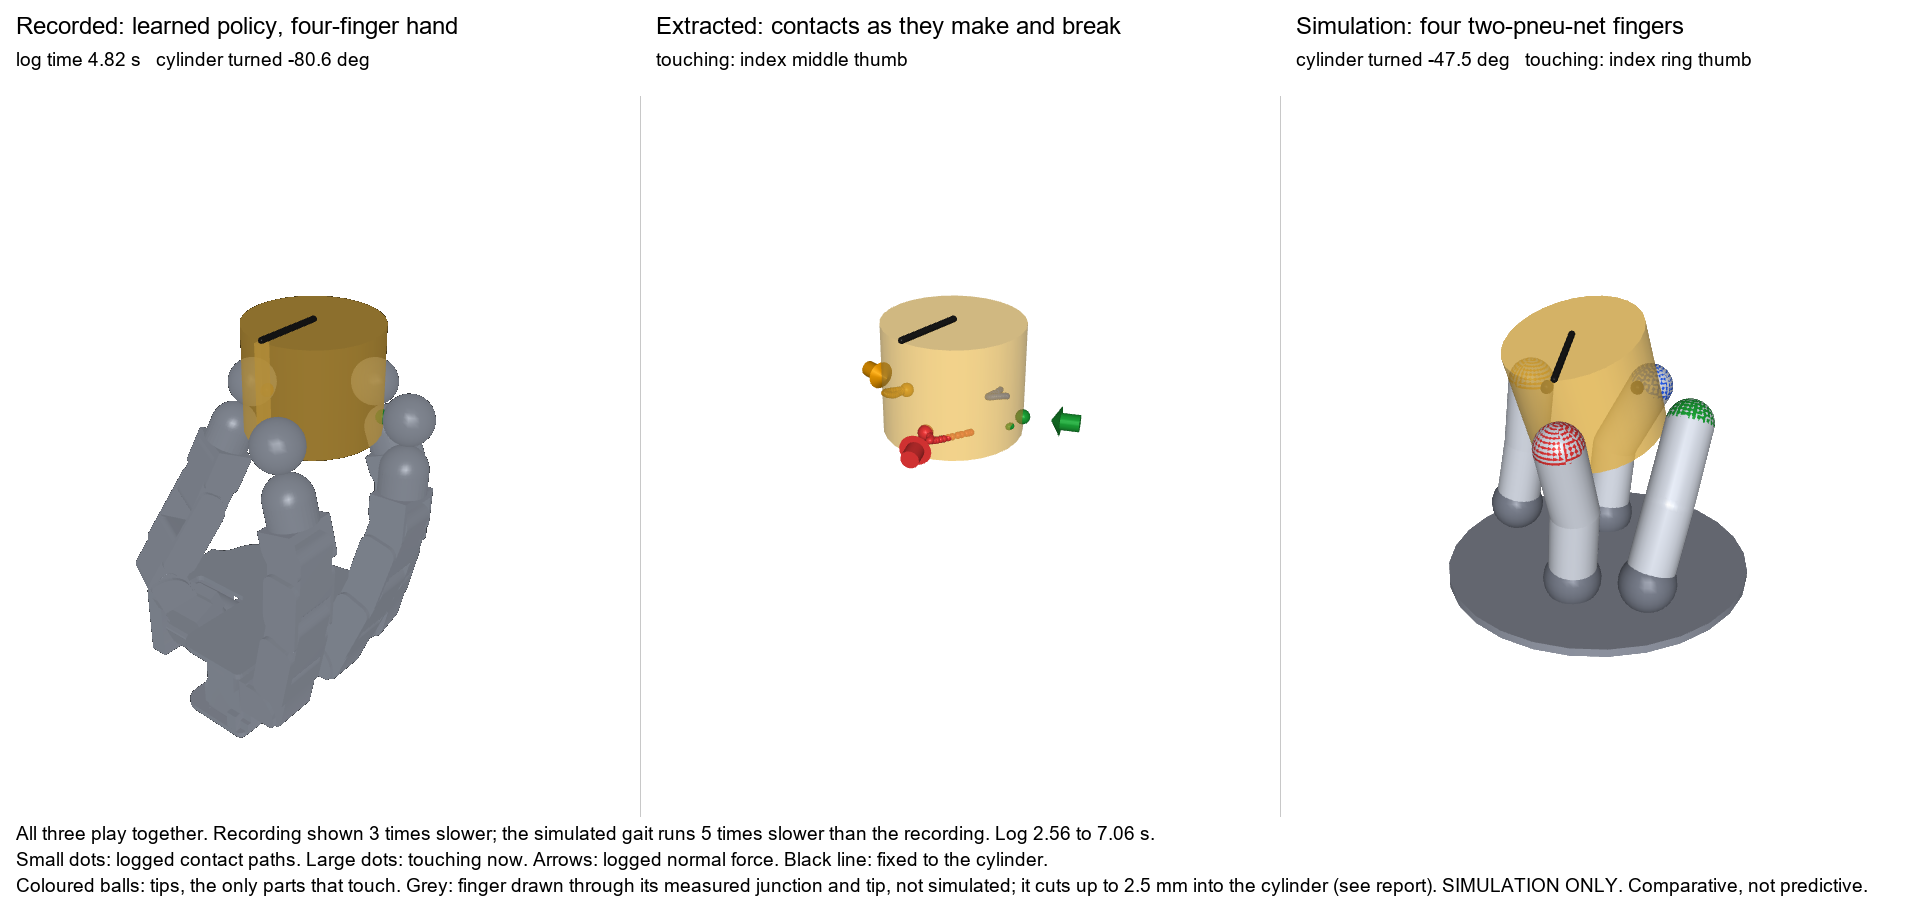 Recorded: learned policy, four-finger hand
log time 4.82 s   cylinder turned -80.6 deg
Extracted: contacts as they make and break
touching: index middle thumb
Simulation: four two-pneu-net fingers
cylinder turned -47.5 deg   touching: index ring thumb
All three play together. Recording shown 3 times slower; the simulated gait runs 5 times slower than the recording. Log 2.56 to 7.06 s.
Small dots: logged contact paths. Large dots: touching now. Arrows: logged normal force. Black line: fixed to the cylinder.
Coloured balls: tips, the only parts that touch. Grey: finger drawn through its measured junction and tip, not simulated; it cuts up to 2.5 mm into the cylinder (see report). SIMULATION ONLY. Comparative, not predictive.